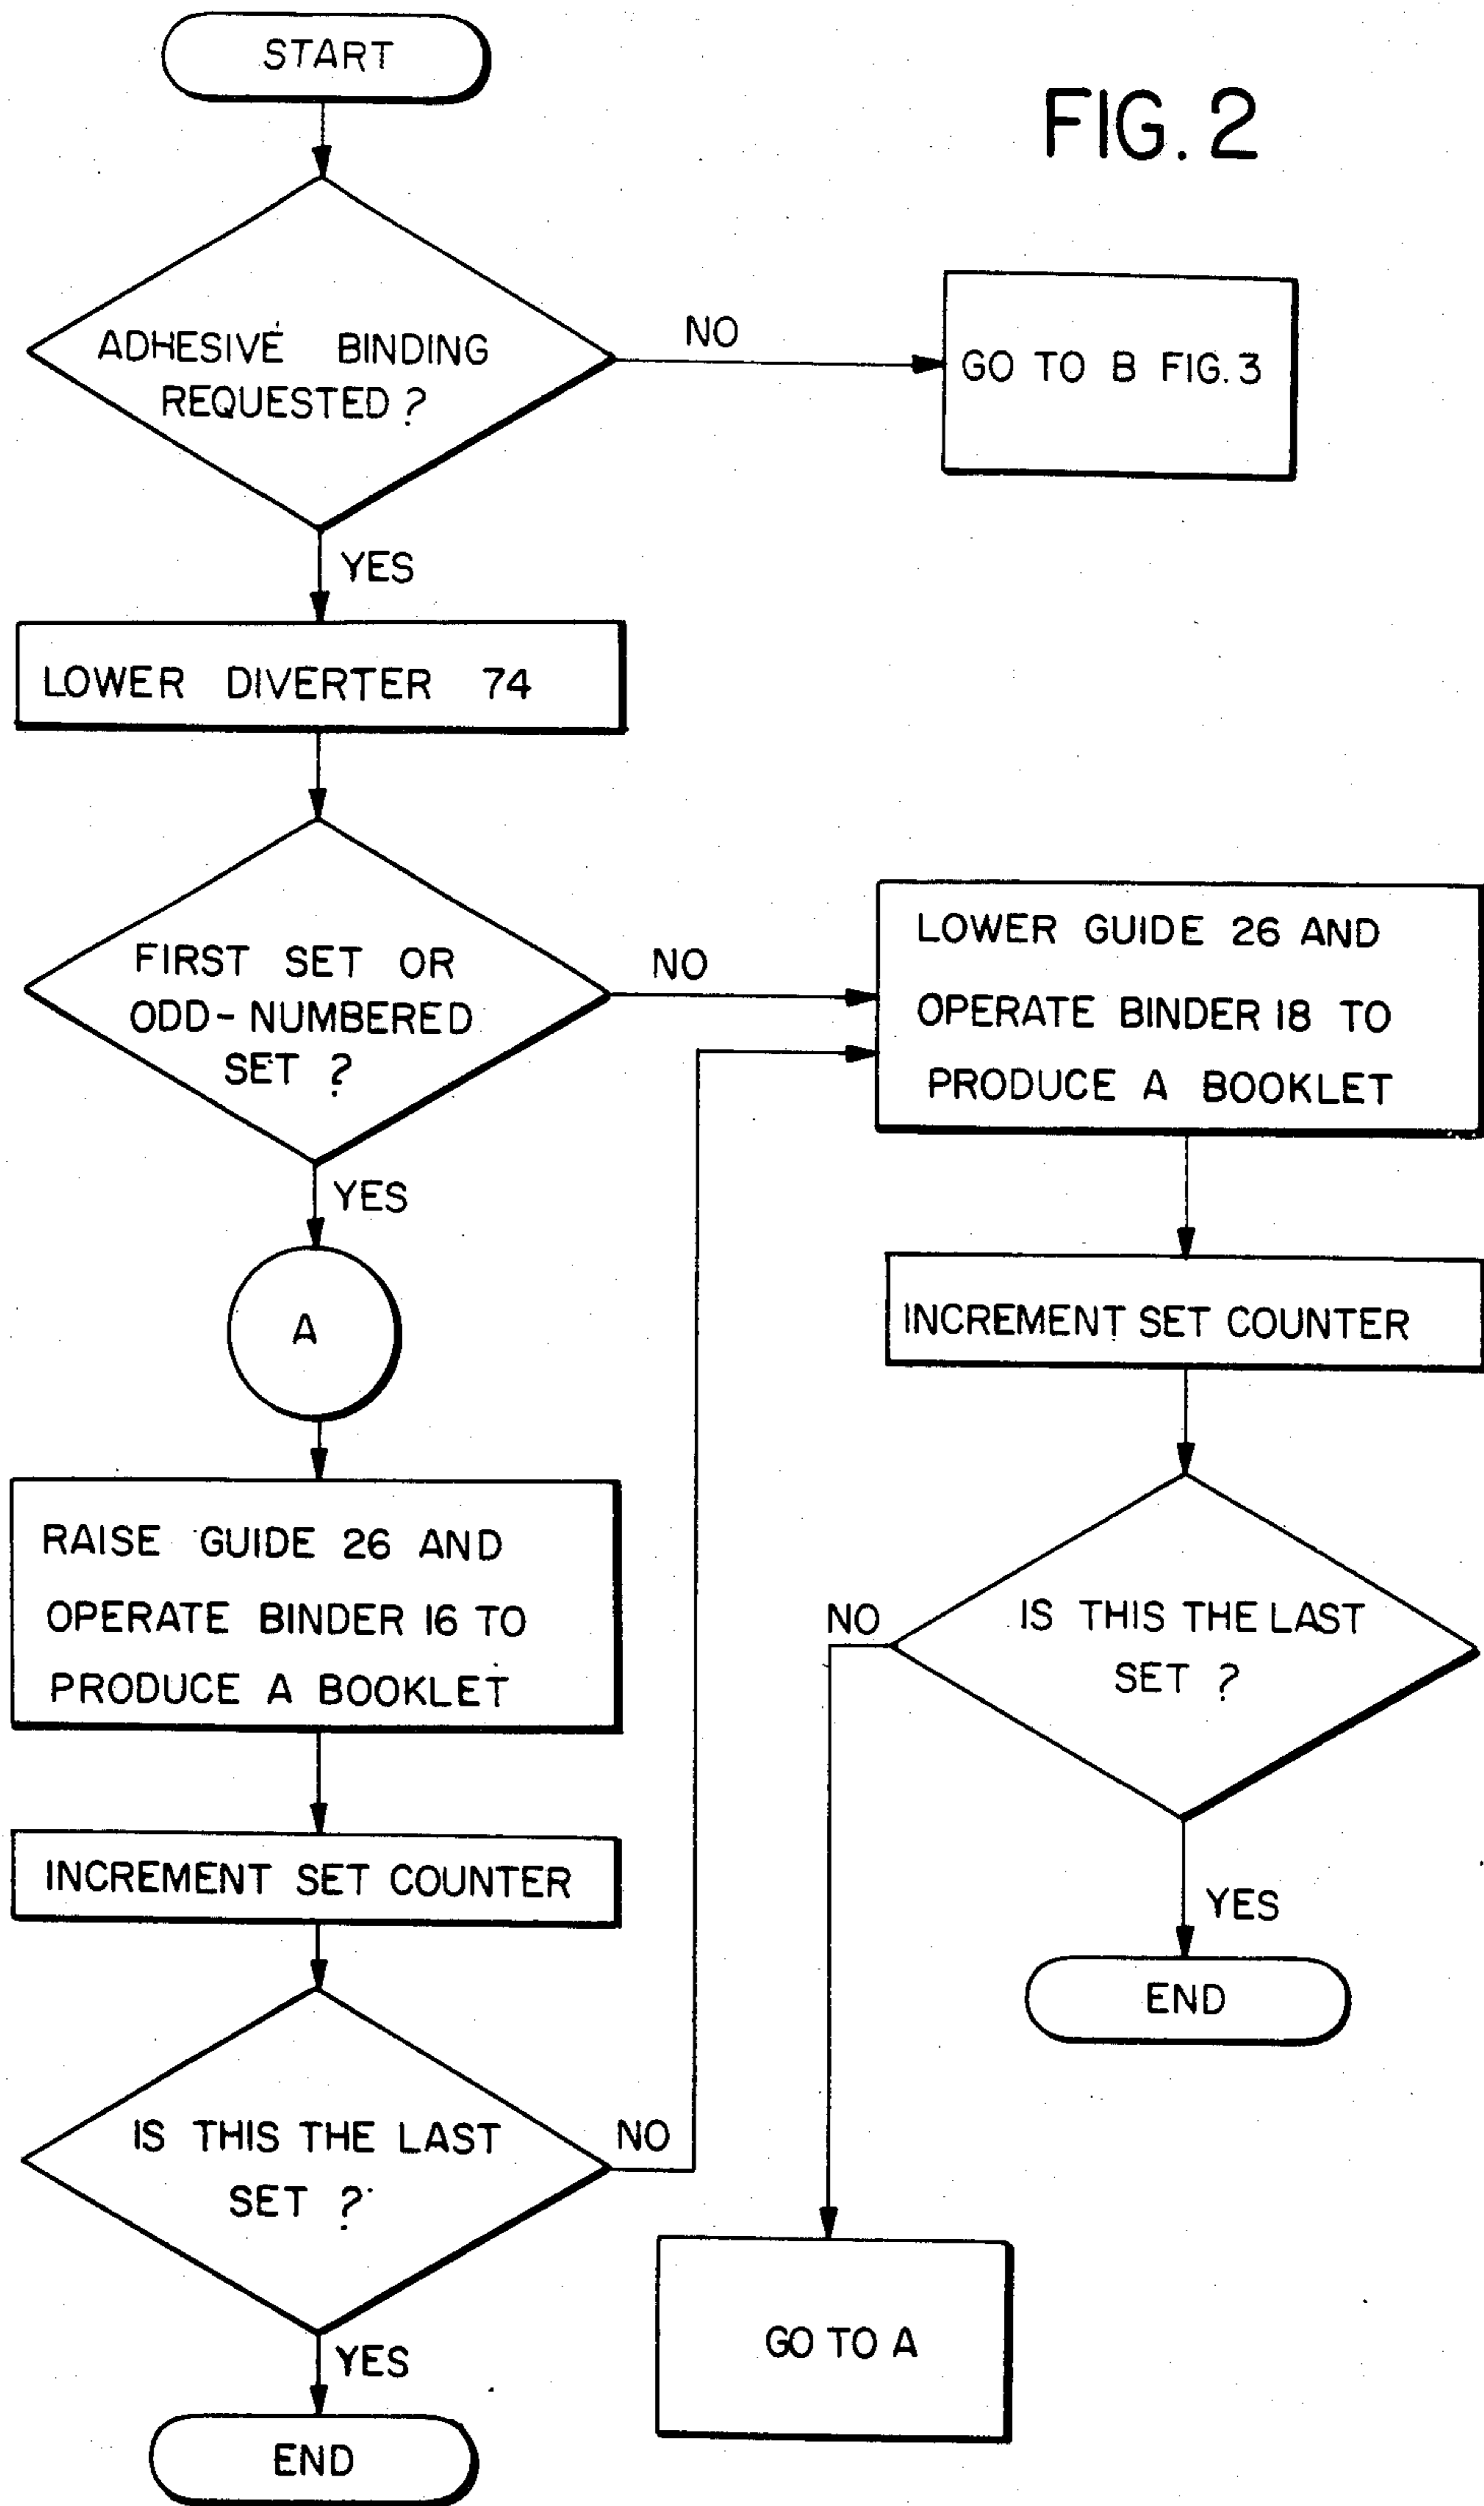 START
FIG. 2
ADHESIVE BINDING
REQUESTED ?
NO
GO TO B FIG. 3
YES
LOWER DIVERTER 74
FIRST SET OR
ODD-NUMBERED
SET ?
NO
YES
A
RAISE GUIDE 26 AND
OPERATE BINDER 16 TO
PRODUCE A BOOKLET
INCREMENT SET COUNTER
IS THIS THE LAST
SET ?
NO
YES
END
LOWER GUIDE 26 AND
OPERATE BINDER 18 TO
PRODUCE A BOOKLET
INCREMENT SET COUNTER
IS THIS THE LAST
SET ?
NO
YES
END
GO TO A